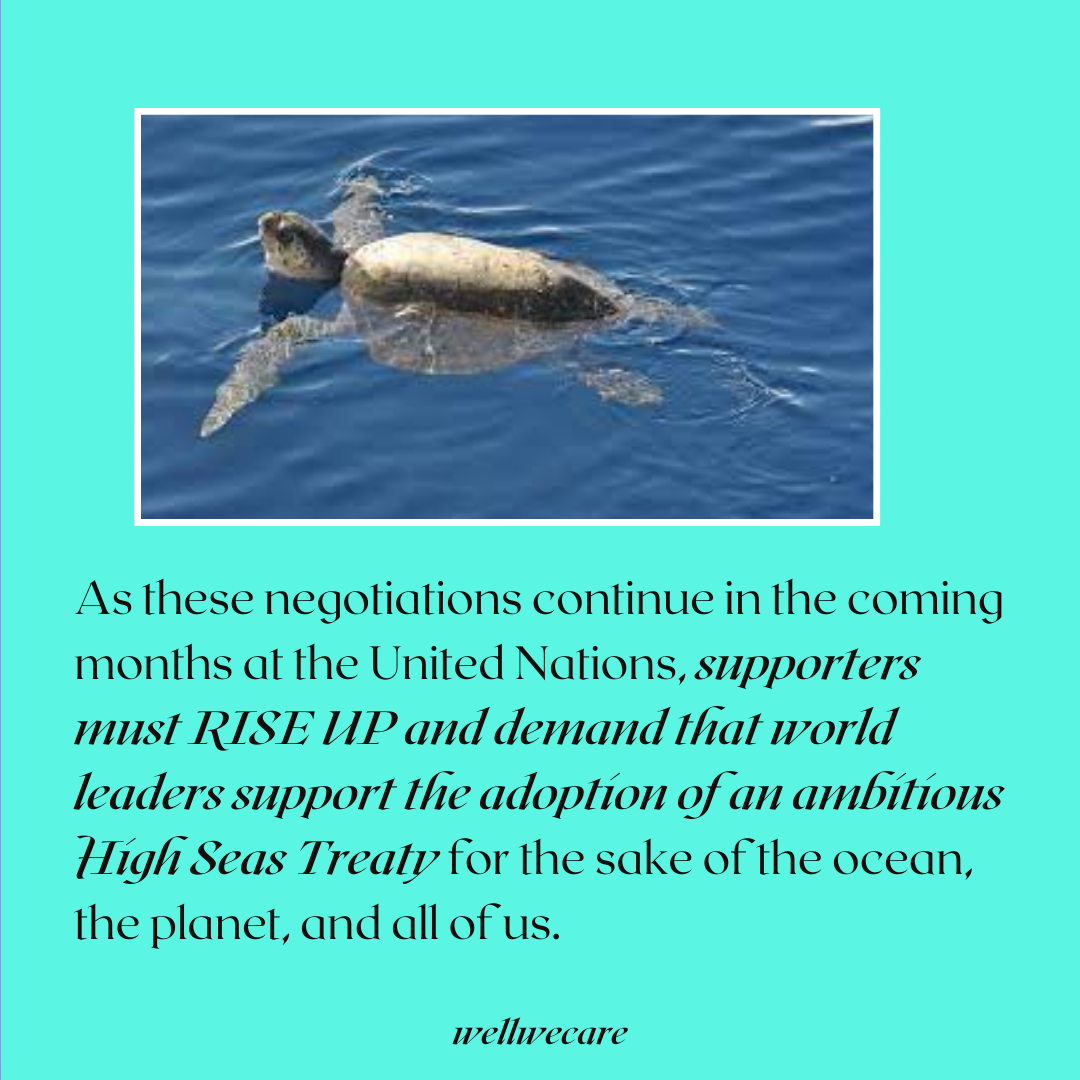 As these negotiations continue in the coming
months at the United Nations, supporters
must RISE UP and demand that world
leaders support the adoption of an ambitious
High Seas Treaty for the sake of the ocean,
the planet, and all of us.
wellwecare